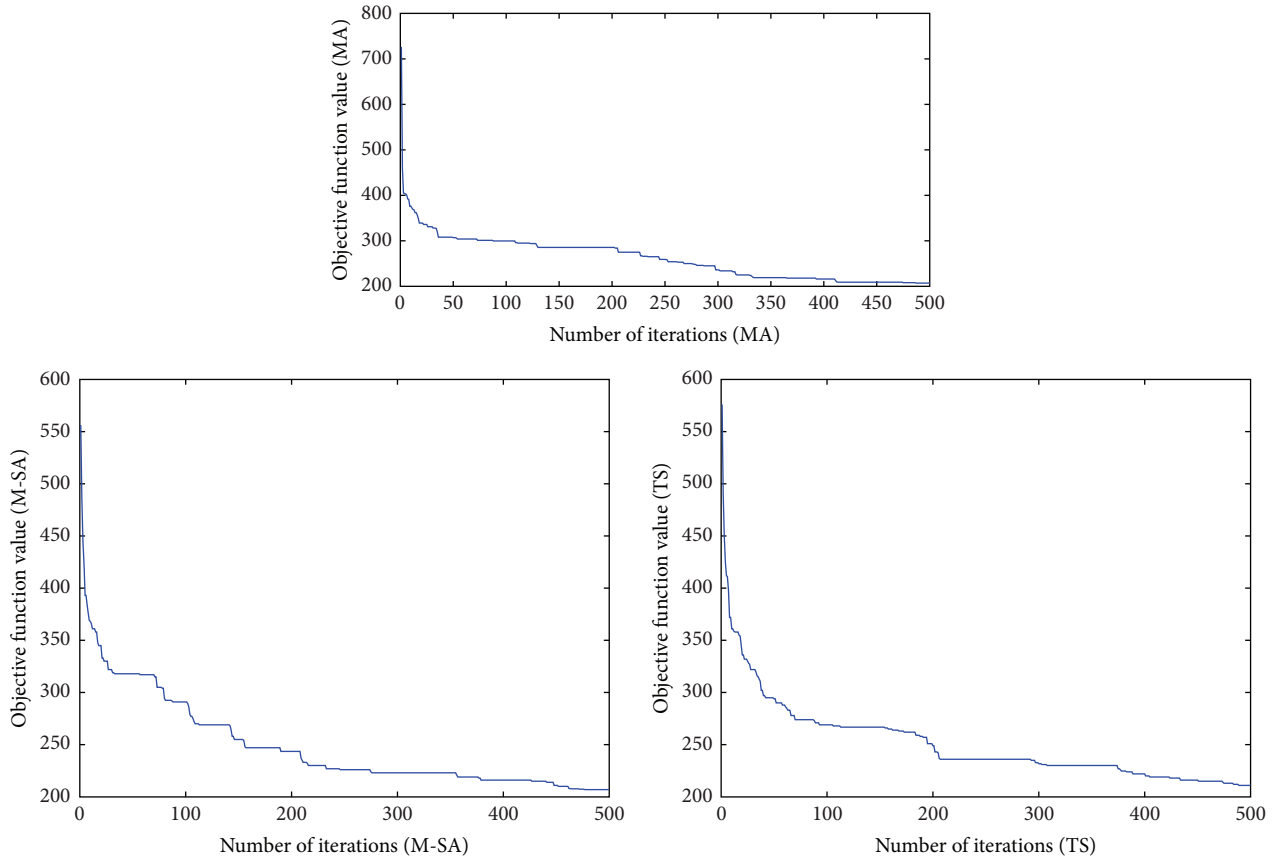 800
700
600
500
400
300
200
Objective function value (MA)
0 50 100 150 200 250 300 350 400 450 500
Number of iterations (MA)
600
550
500
450
400
350
300
250
200
Objective function value (M-SA)
0 100 200 300 400 500
Number of iterations (M-SA)
600
550
500
450
400
350
300
250
200
Objective function value (TS)
0 100 200 300 400 500
Number of iterations (TS)